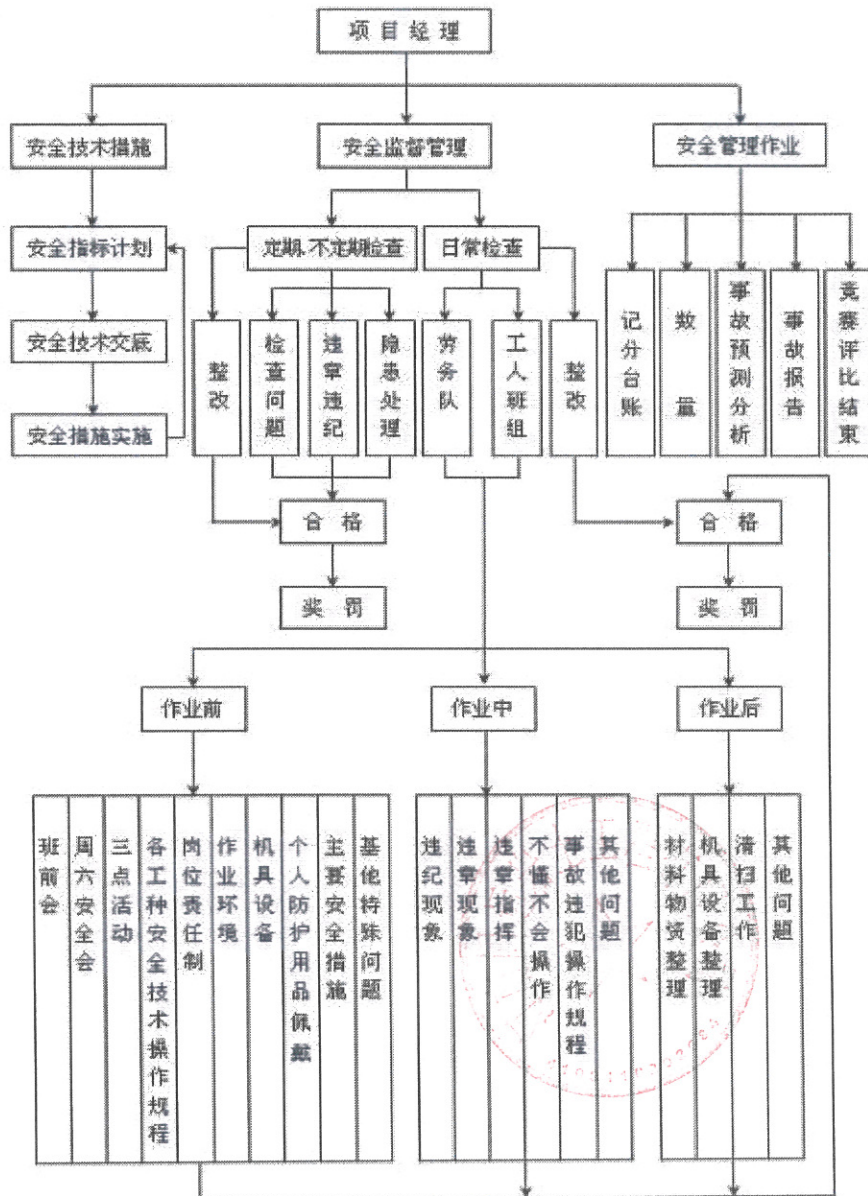 项目经理
安全技术措施
安全监督管理
安全管理作业
安全指标计划
定期、不定期检查
日常检查
安全技术交底
安全措施实施
整改
检查问题
违章违纪
隐患处理
劳务队
工人班组
整改
记分台账
数量
事故预测分析
事故报告
竞赛评比结束
合格
合格
奖罚
奖罚
作业前
作业中
作业后
班前会
周六安全会
三点活动
各工种安全技术操作规程
岗位责任制
作业环境
机具设备
个人防护用品佩戴
主要安全措施
基他特殊问题
违纪现象
违章现象
违章指挥
不懂不会操作
事故违犯操作规程
其他问题
材料物资整理
机具设备整理
清扫工作
其他问题